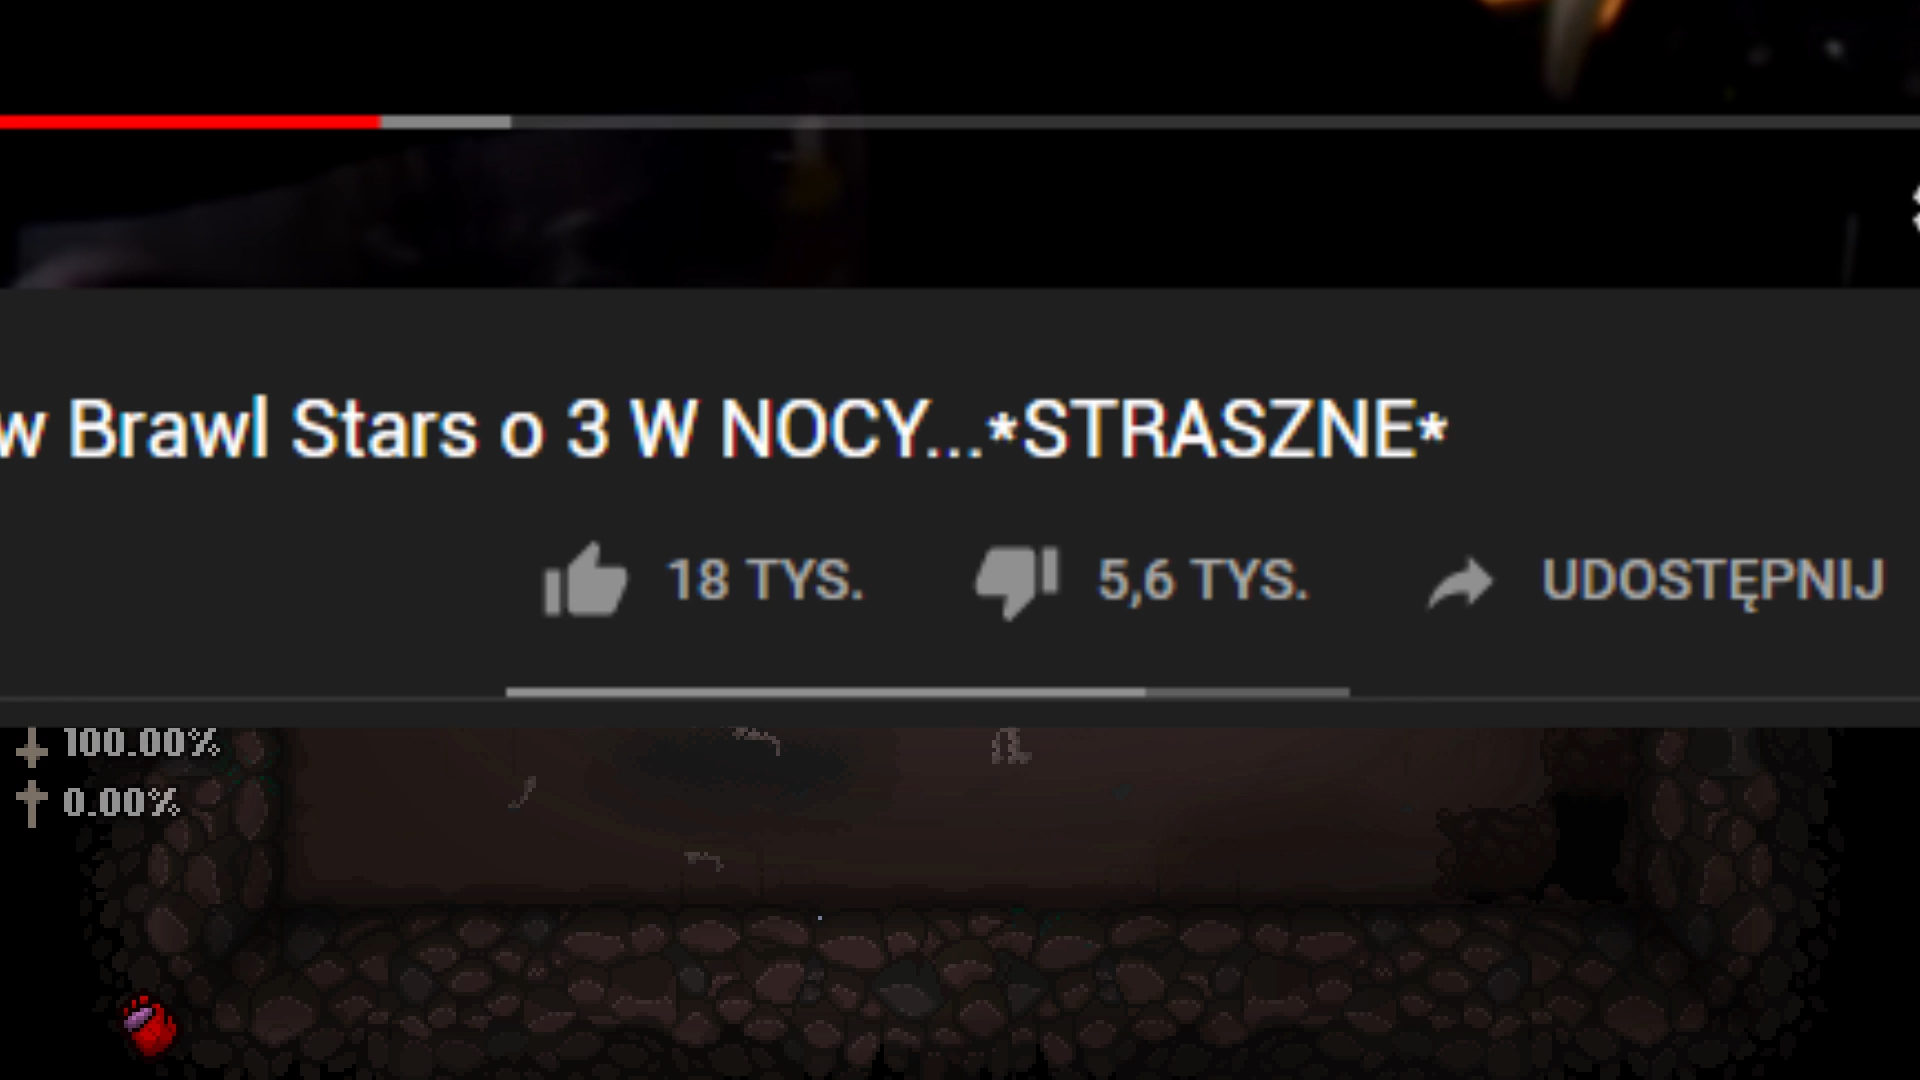 w Brawl Stars o 3 W NOCY...*STRASZNE*
18 TYS. 5,6 TYS. UDOSTĘPNIJ
100.00%
0.00%